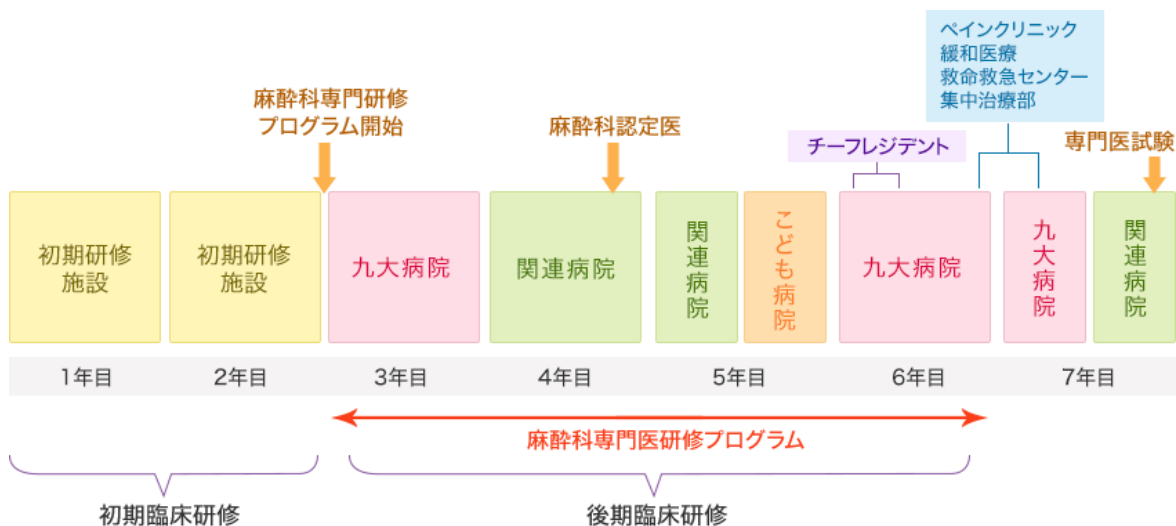 ペインクリニック
緩和医療
救命救急センター
集中治療部
麻酔科専門研修
プログラム開始
麻酔科認定医
チーフレジデント
専門医試験
初期研修
施設
初期研修
施設
九大病院
関連病院
関連病院
こども病院
九大病院
九大病院
関連病院
1年目
2年目
3年目
4年目
5年目
6年目
7年目
麻酔科専門医研修プログラム
初期臨床研修
後期臨床研修